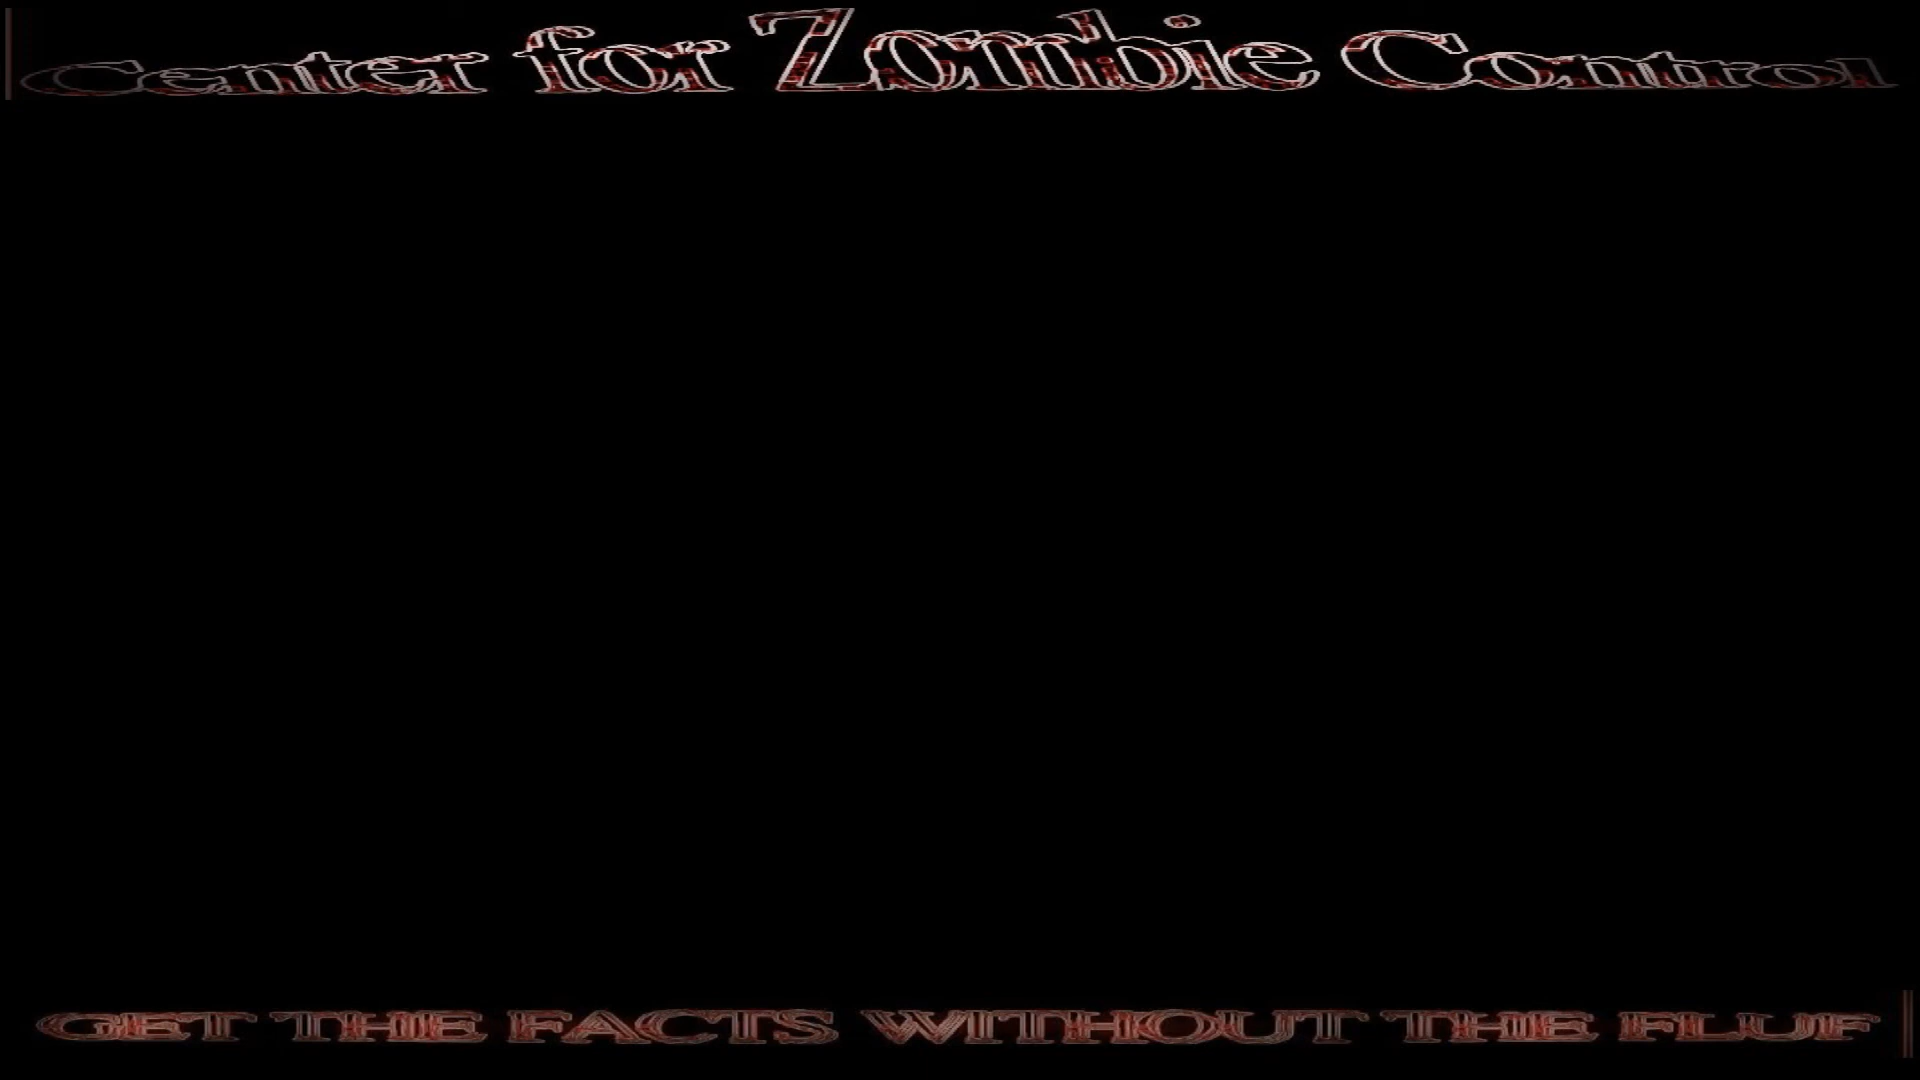 Center for Zombie Control
GET THE FACTS WITHOUT THE FLUF